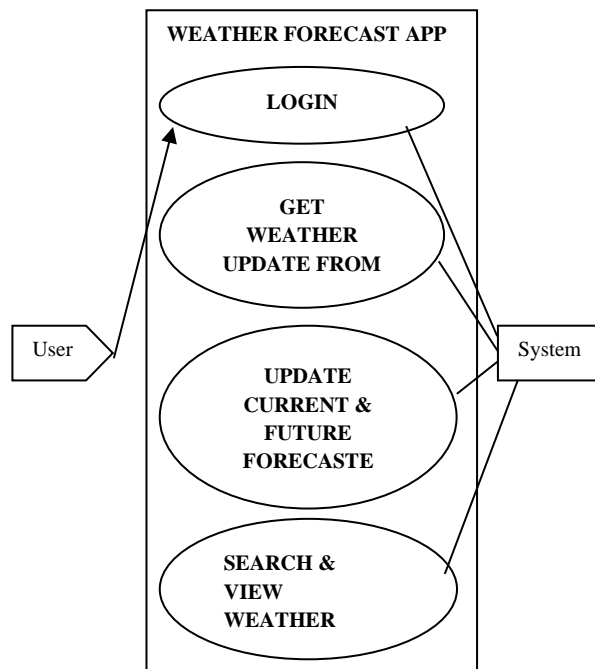 WEATHER FORECAST APP
LOGIN
GET
WEATHER
UPDATE FROM
User
System
UPDATE
CURRENT &
FUTURE
FORECASTE
SEARCH &
VIEW
WEATHER